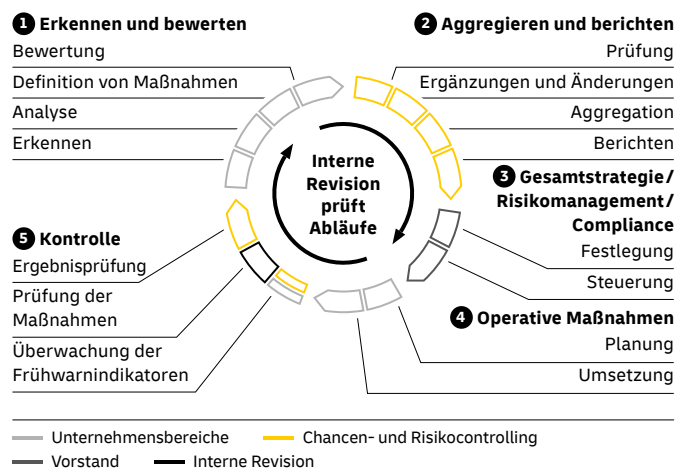 1 Erkennen und bewerten
Bewertung
Definition von Maßnahmen
Analyse
Erkennen
2 Aggregieren und berichten
Prüfung
Ergänzungen und Änderungen
Aggregation
Berichten
Interne
Revision
prüft
Abläufe
3 Gesamtstrategie/
Risikomanagement/
Compliance
Festlegung
Steuerung
4 Operative Maßnahmen
Planung
Umsetzung
5 Kontrolle
Ergebnisprüfung
Prüfung der
Maßnahmen
Überwachung der
Frühwarnindikatoren
Unternehmensbereiche
Chancen- und Risikocontrolling
Vorstand
Interne Revision